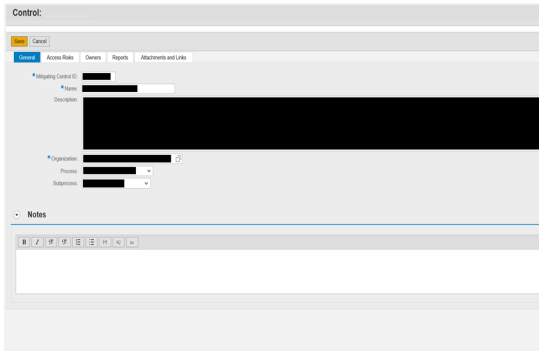 Control:
Save Cancel
General Access Risks Owners Reports Attachments and Links
* Mitigating Control ID:
* Name:
Description:
* Organization:
Process:
Subprocess:
Notes
B I